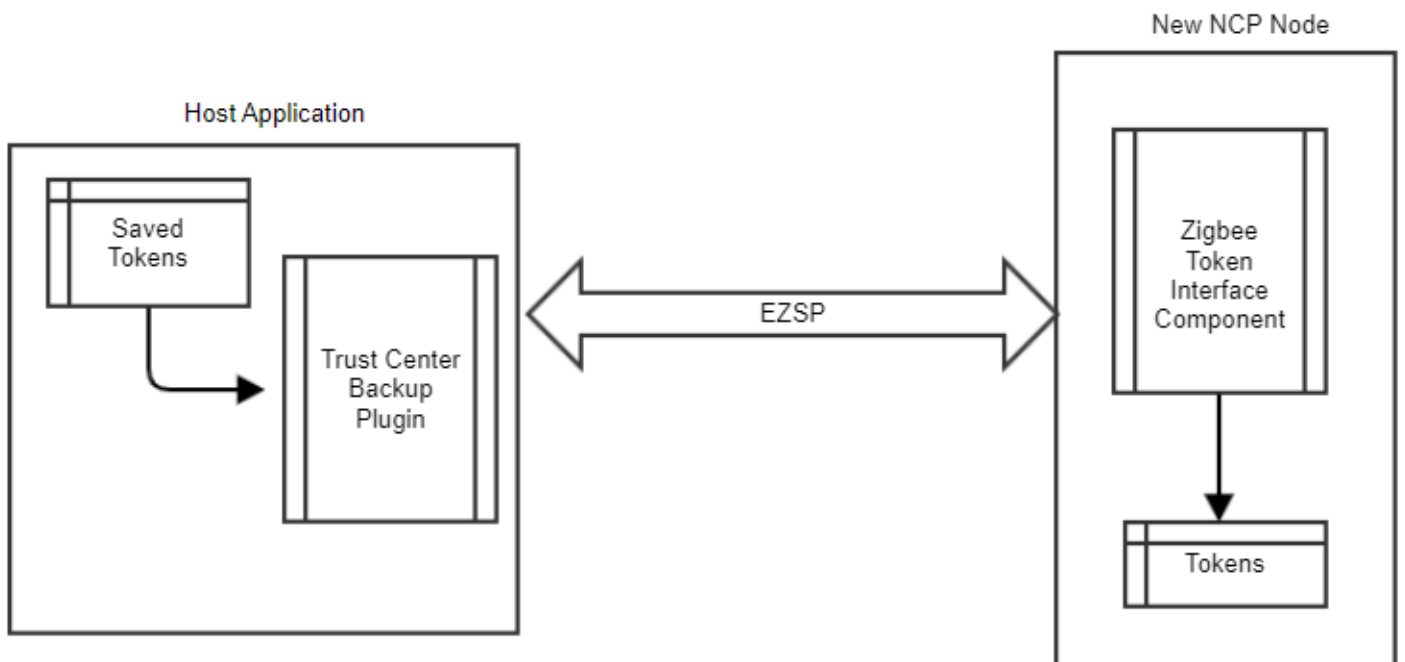 New NCP Node
Host Application
Saved
Tokens
Trust Center
Backup
Plugin
EZSP
Zigbee
Token
Interface
Component
Tokens